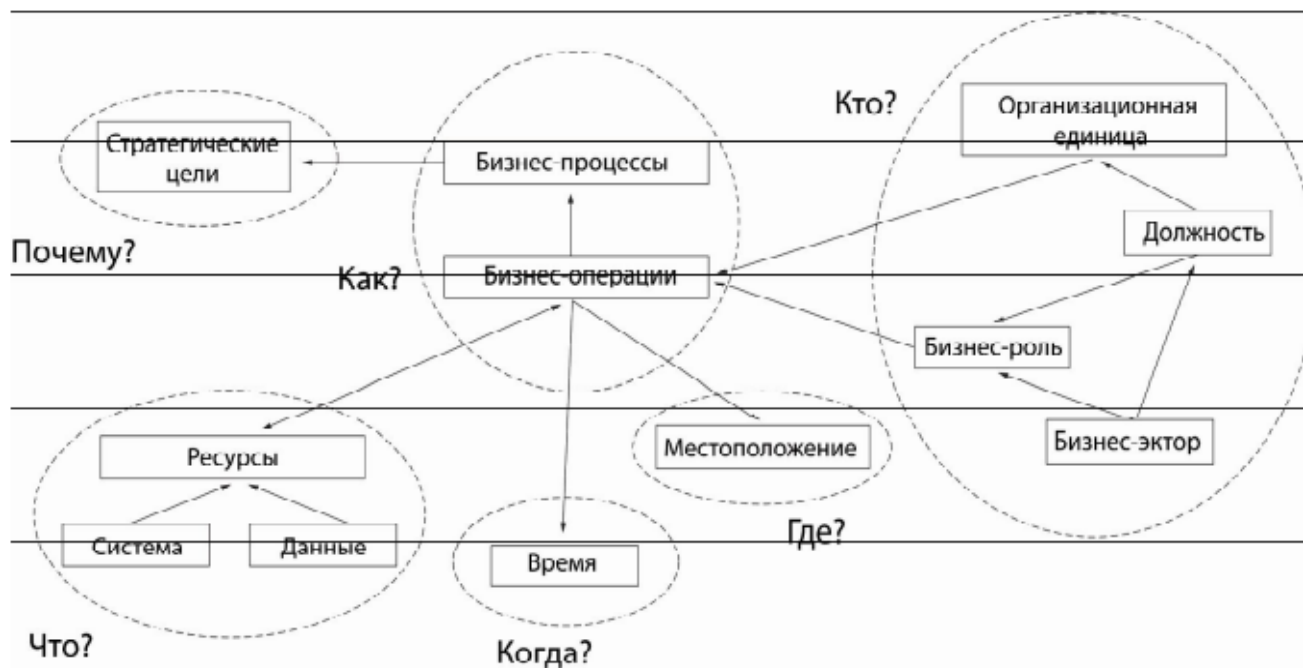 Кто?
Организационная
единица
Стратегические
цели
Бизнес-процессы
Должность
Почему?
Как?
Бизнес-операции
Бизнес-роль
Ресурсы
Местоположение
Бизнес-эктор
Система
Данные
Время
Где?
Что?
Когда?